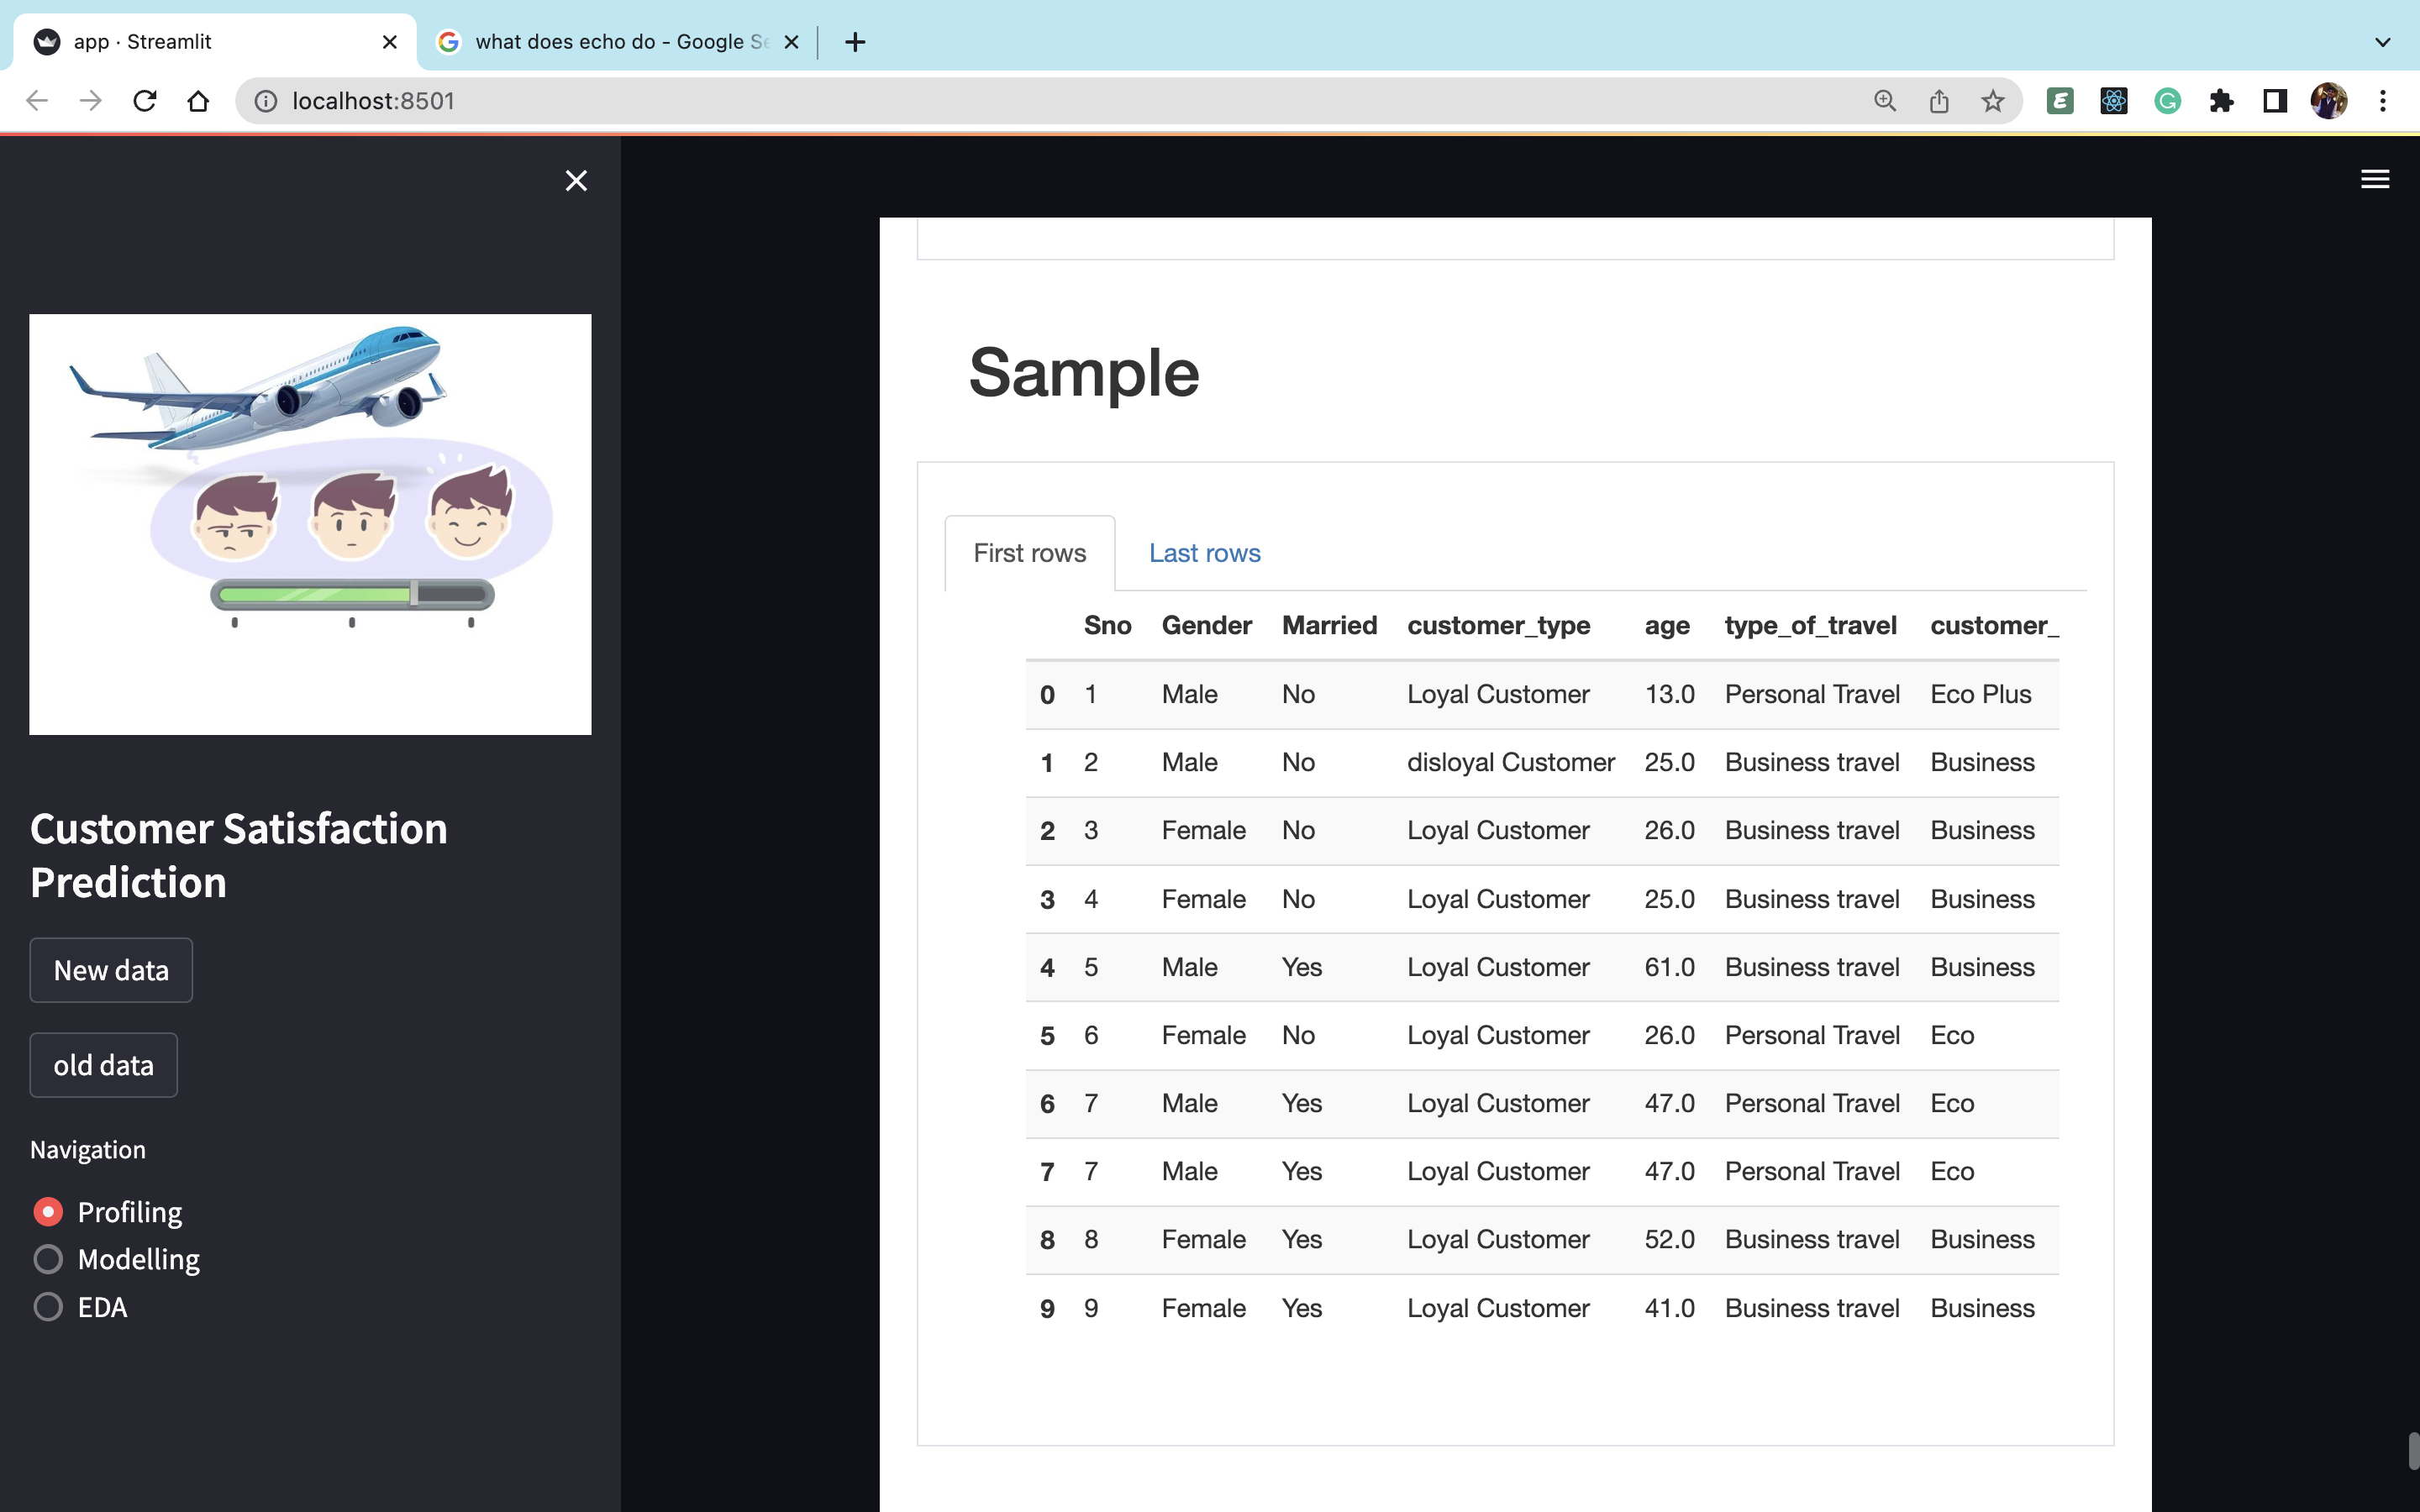 app · Streamlit
what does echo do - Google Se
localhost:8501
Customer Satisfaction
Prediction
New data
old data
Navigation
Profiling
Modelling
EDA
Sample
First rows Last rows
Sno Gender Married customer_type age type_of_travel customer_
0 1 Male No Loyal Customer 13.0 Personal Travel Eco Plus
1 2 Male No disloyal Customer 25.0 Business travel Business
2 3 Female No Loyal Customer 26.0 Business travel Business
3 4 Female No Loyal Customer 25.0 Business travel Business
4 5 Male Yes Loyal Customer 61.0 Business travel Business
5 6 Female No Loyal Customer 26.0 Personal Travel Eco
6 7 Male Yes Loyal Customer 47.0 Personal Travel Eco
7 7 Male Yes Loyal Customer 47.0 Personal Travel Eco
8 8 Female Yes Loyal Customer 52.0 Business travel Business
9 9 Female Yes Loyal Customer 41.0 Business travel Business